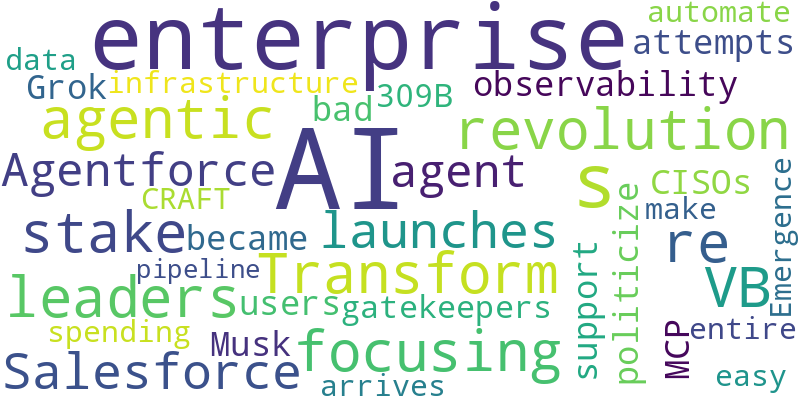 enterprise
automate
attempts
data
Grok
infrastructure
observability
agentic
bad
309B
revolution
AI
Agentforce
agent
s
CISOs
CRAFT
make
stake
became
launches
re
politicize
Emergence
pipeline
Transform
support
VB
leaders
users
gatekeepers
MCP
entire
spending
Musk
focusing
Salesforce
arrives
easy